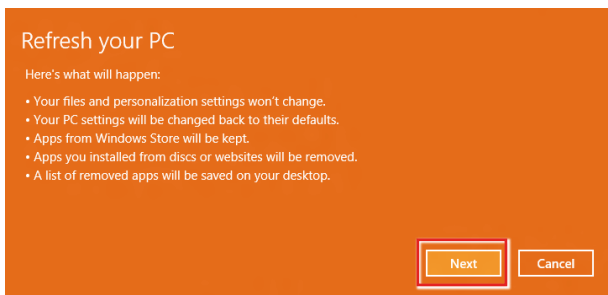 Refresh your PC
Here's what will happen:
• Your files and personalization settings won't change.
• Your PC settings will be changed back to their defaults.
• Apps from Windows Store will be kept.
• Apps you installed from discs or websites will be removed.
• A list of removed apps will be saved on your desktop.
Next Cancel